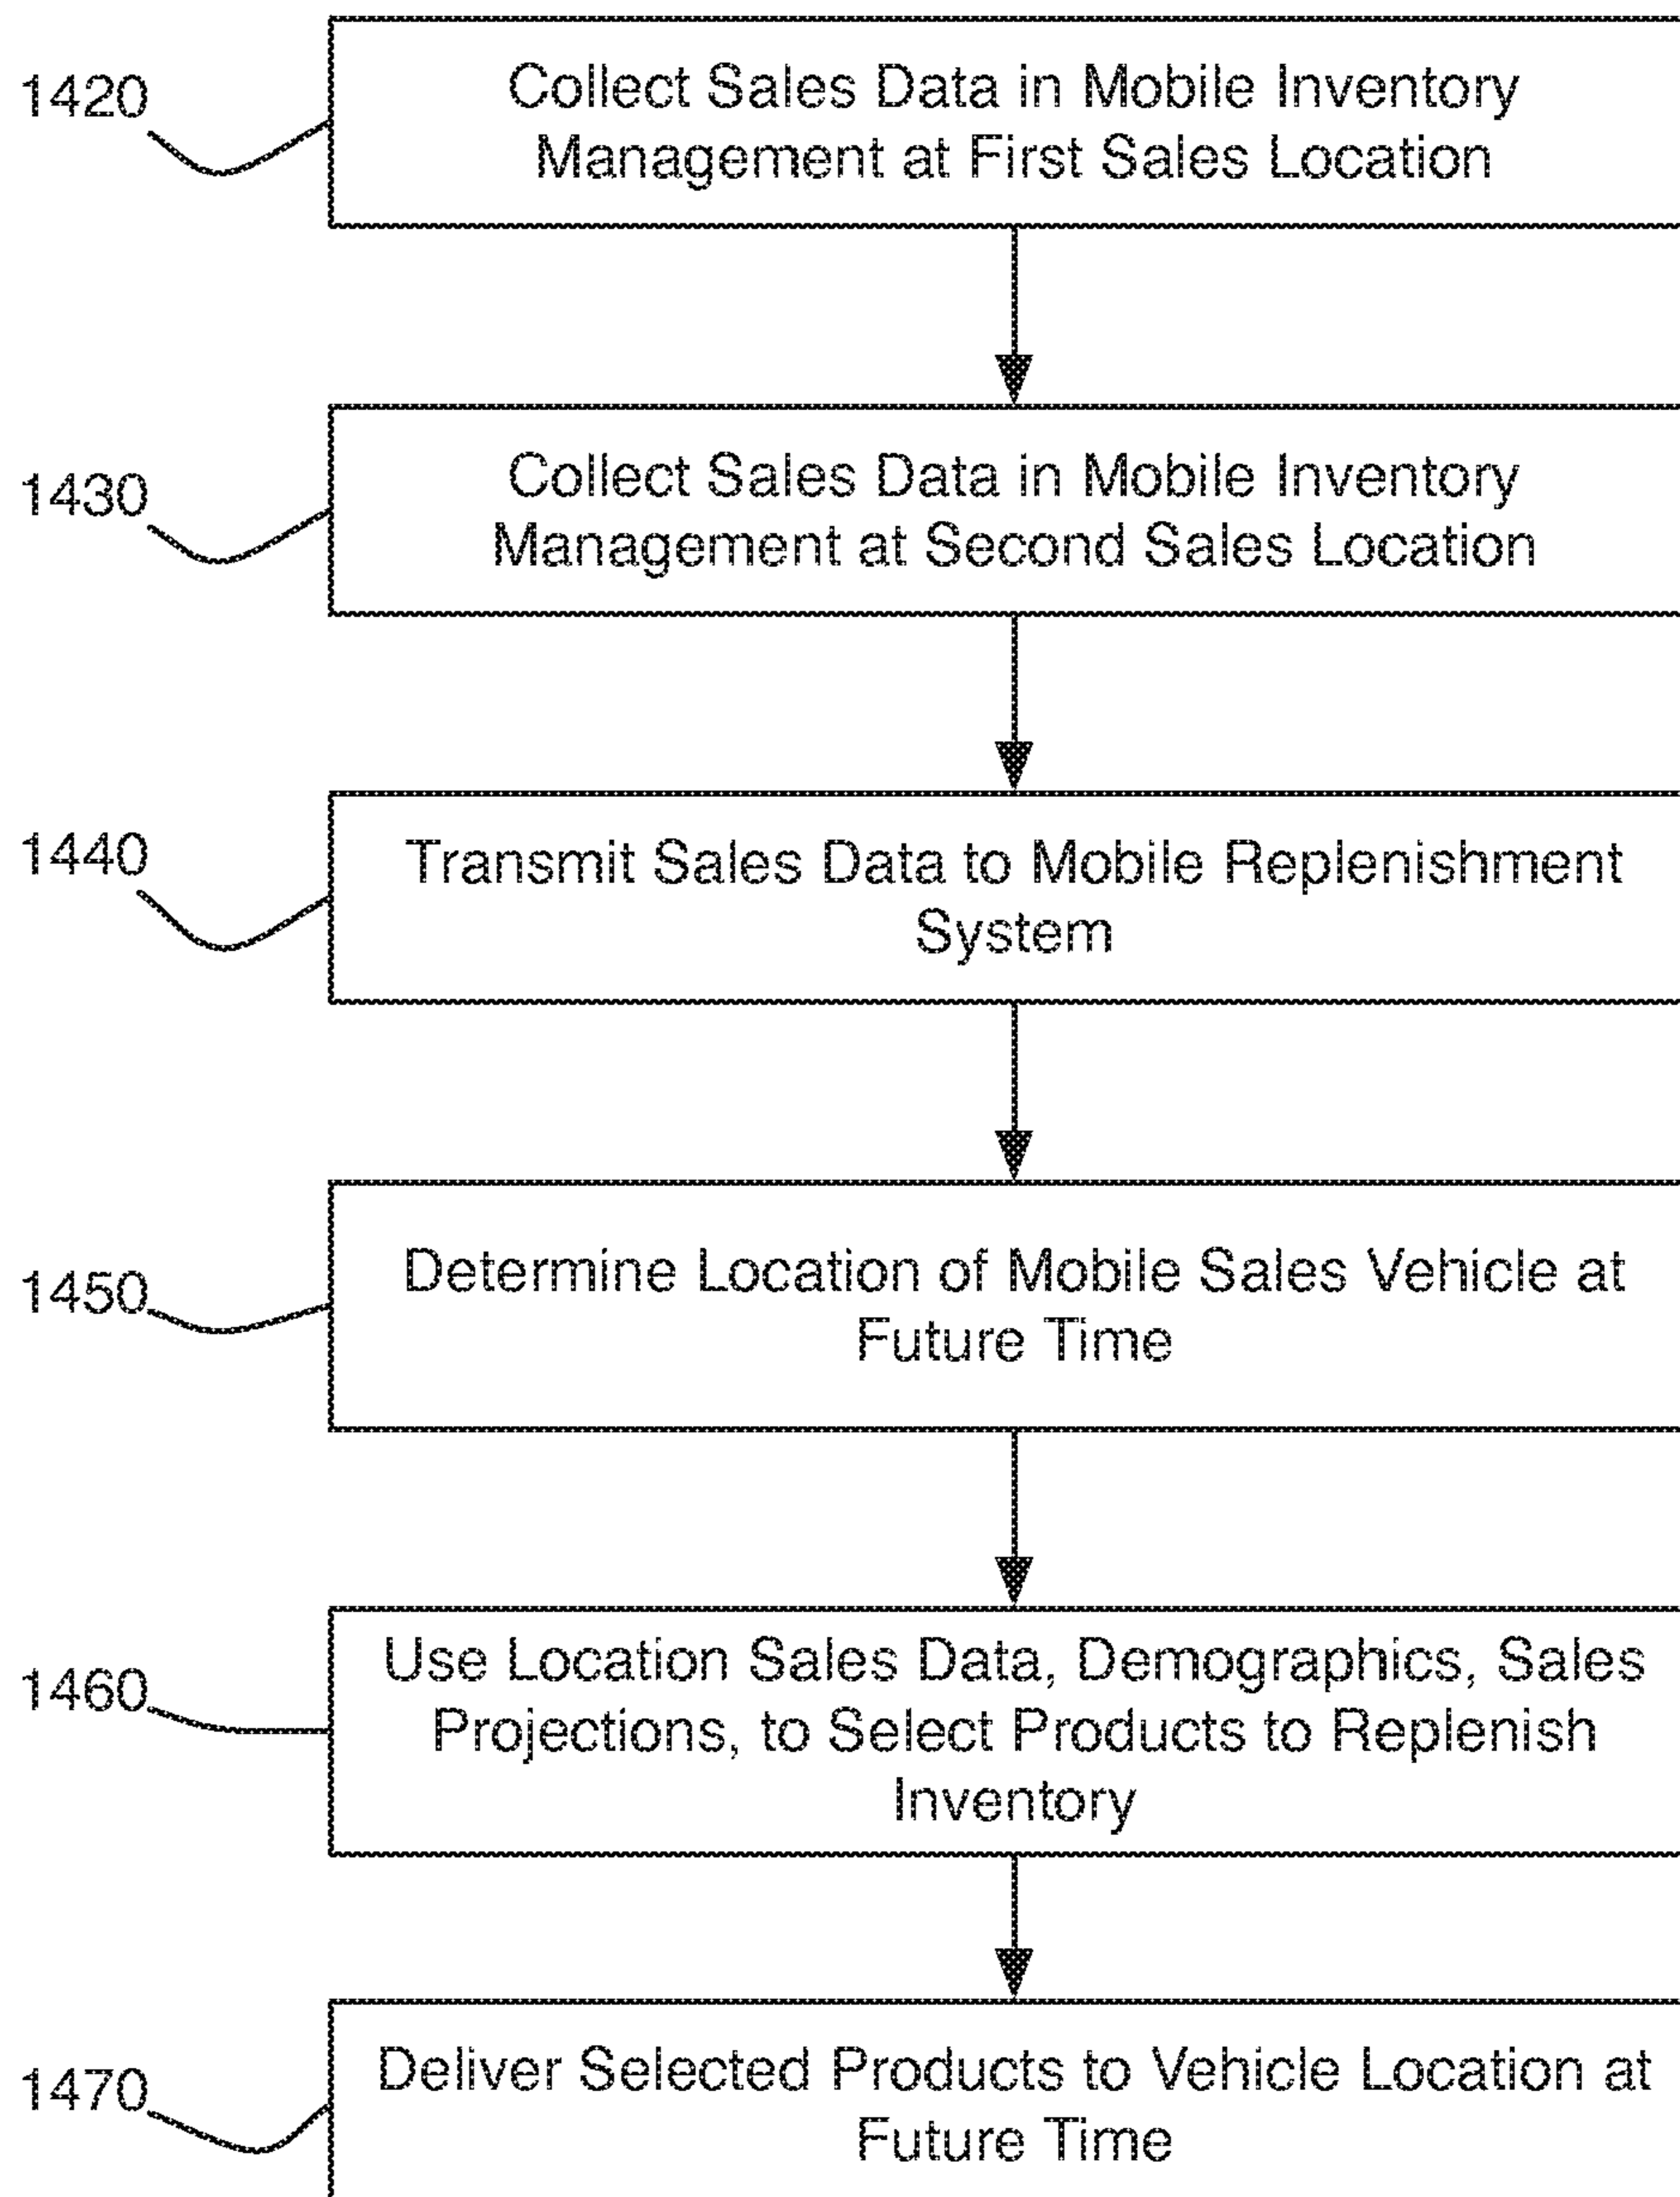 1420
Collect Sales Data in Mobile Inventory
Management at First Sales Location
1430
Collect Sales Data in Mobile Inventory
Management at Second Sales Location
1440
Transmit Sales Data to Mobile Replenishment
System
1450
Determine Location of Mobile Sales Vehicle at
Future Time
1460
Use Location Sales Data, Demographics, Sales
Projections, to Select Products to Replenish
Inventory
1470
Deliver Selected Products to Vehicle Location at
Future Time